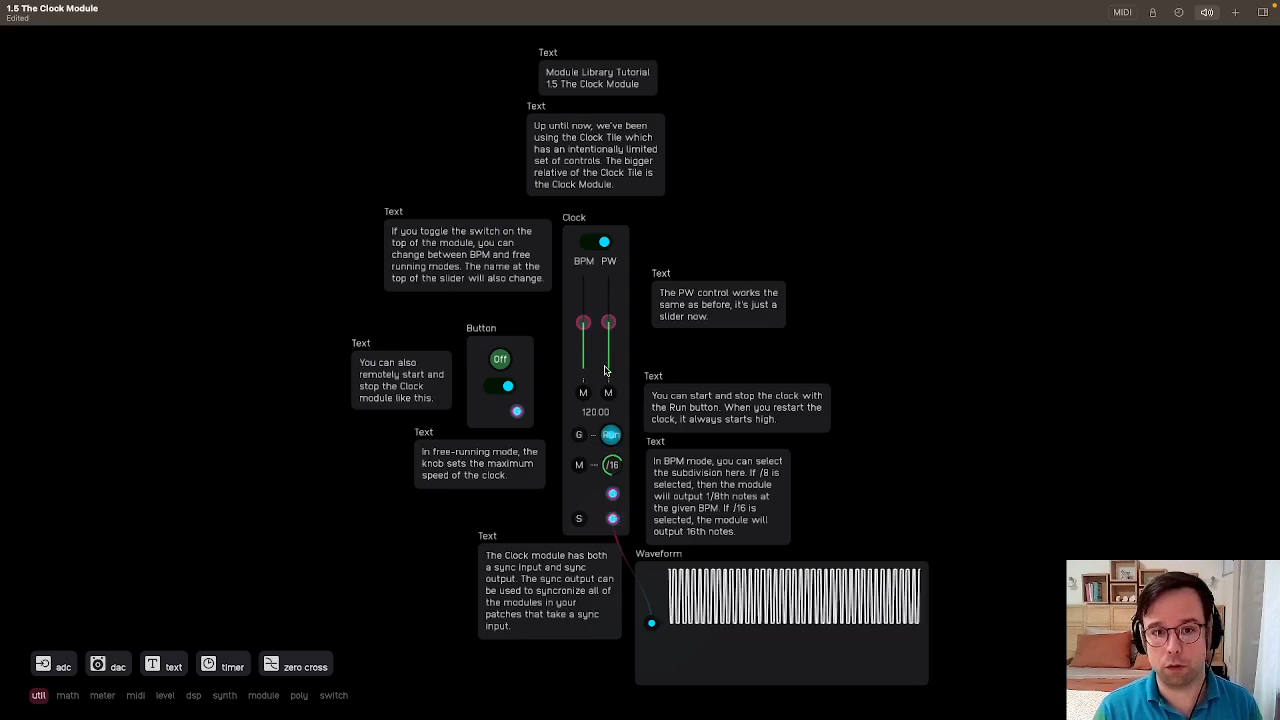 1.5 The Clock Module
Edited
MIDI
Text
Module Library Tutorial
1.5 The Clock Module
Text
Up until now, we've been
using the Clock Tile which
has an intentionally limited
set of controls. The bigger
relative of the Clock Tile is
the Clock Module.
Text
If you toggle the switch on the
top of the module, you can
change between BPM and free
running modes. The name at the
top of the slider will also change.
Clock
BPM PW
M M
120.00
G Run
M /16
S
Text
The PW control works the
same as before, it's just a
slider now.
Button
Off
Text
You can also
remotely start and
stop the Clock
module like this.
Text
You can start and stop the clock with
the Run button. When you restart the
clock, it always starts high.
Text
In free-running mode, the
knob sets the maximum
speed of the clock.
Text
In BPM mode, you can select
the subdivision here. If /8 is
selected, then the module
will output 1/8th notes at
the given BPM. If /16 is
selected, the module will
output 16th notes.
Text
The Clock module has both
a sync input and sync
output. The sync output can
be used to syncronize all of
the modules in your
patches that take a sync
input.
Waveform
adc dac text timer zero cross
util math meter midi level dsp synth module poly switch